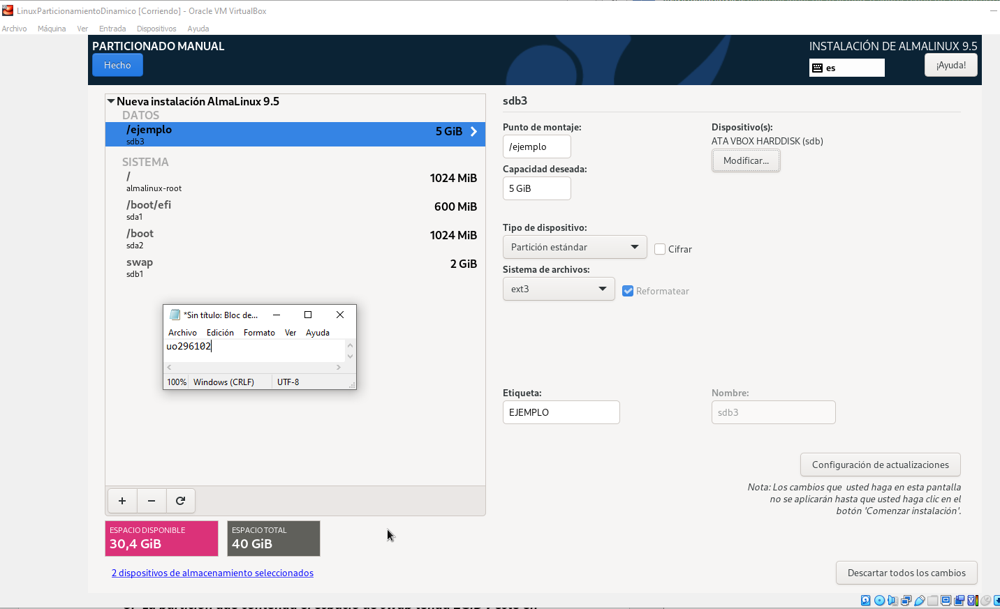 LinuxParticionamientoDinamico [Corriendo] - Oracle VM VirtualBox
Archivo Máquina Ver Entrada Dispositivos Ayuda
PARTICIONADO MANUAL
INSTALACIÓN DE ALMALINUX 9.5
Hecho
es
¡Ayuda!
Nueva instalación AlmaLinux 9.5
DATOS
/ejemplo 5 GiB
sdb3
SISTEMA
/ 1024 MiB
almalinux-root
/boot/efi 600 MiB
sda1
/boot 1024 MiB
sda2
swap 2 GiB
sdb1
*Sin título: Bloc de...
Archivo Edición Formato Ver Ayuda
uo296102
100% Windows (CRLF) UTF-8
+ −
ESPACIO DISPONIBLE
30,4 GiB
ESPACIO TOTAL
40 GiB
2 dispositivos de almacenamiento seleccionados
sdb3
Punto de montaje:
/ejemplo
Dispositivo(s):
ATA VBOX HARDDISK (sdb)
Modificar...
Capacidad deseada:
5 GiB
Tipo de dispositivo:
Partición estándar
Cifrar
Sistema de archivos:
ext3
Reformatear
Etiqueta:
EJEMPLO
Nombre:
sdb3
Configuración de actualizaciones
Nota: Los cambios que usted haga en esta pantalla
no se aplicarán hasta que usted haga clic en el
botón 'Comenzar instalación'.
Descartar todos los cambios